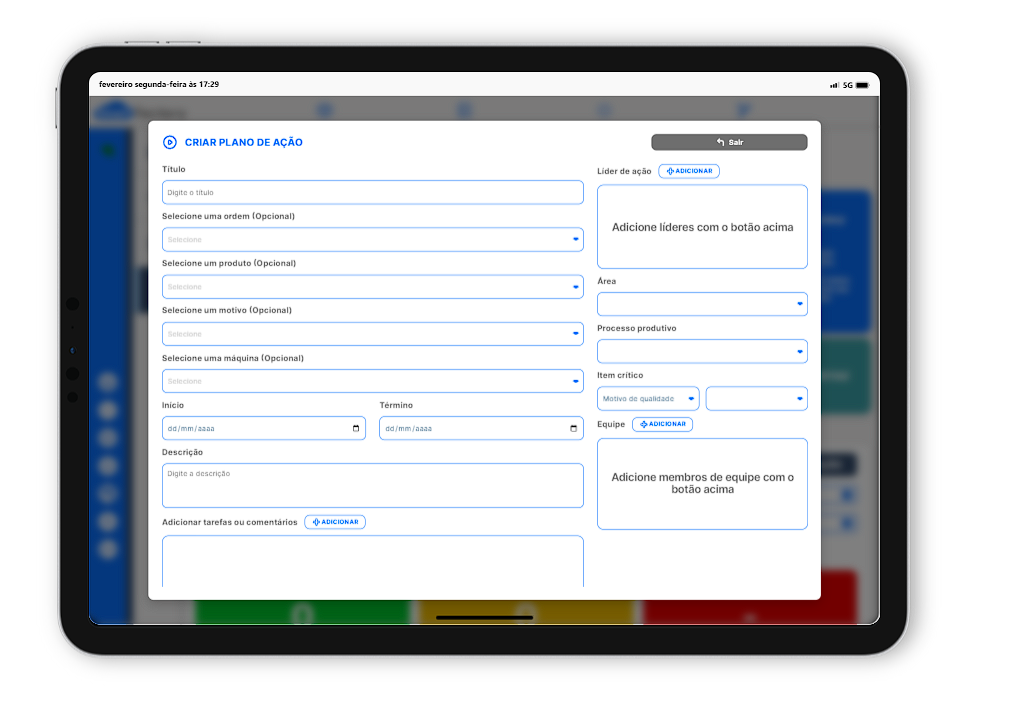 fevereiro segunda-feira às 17:29
5G
CRIAR PLANO DE AÇÃO
Sair
Título
Digite o título
Selecione uma ordem (Opcional)
Selecione
Selecione um produto (Opcional)
Selecione
Selecione um motivo (Opcional)
Selecione
Selecione uma máquina (Opcional)
Selecione
Início
Término
dd/mm/aaaa
dd/mm/aaaa
Descrição
Digite a descrição
Adicionar tarefas ou comentários
ADICIONAR
Líder de ação
ADICIONAR
Adicione líderes com o botão acima
Área
Processo produtivo
Item crítico
Motivo de qualidade
Equipe
ADICIONAR
Adicione membros de equipe com o
botão acima